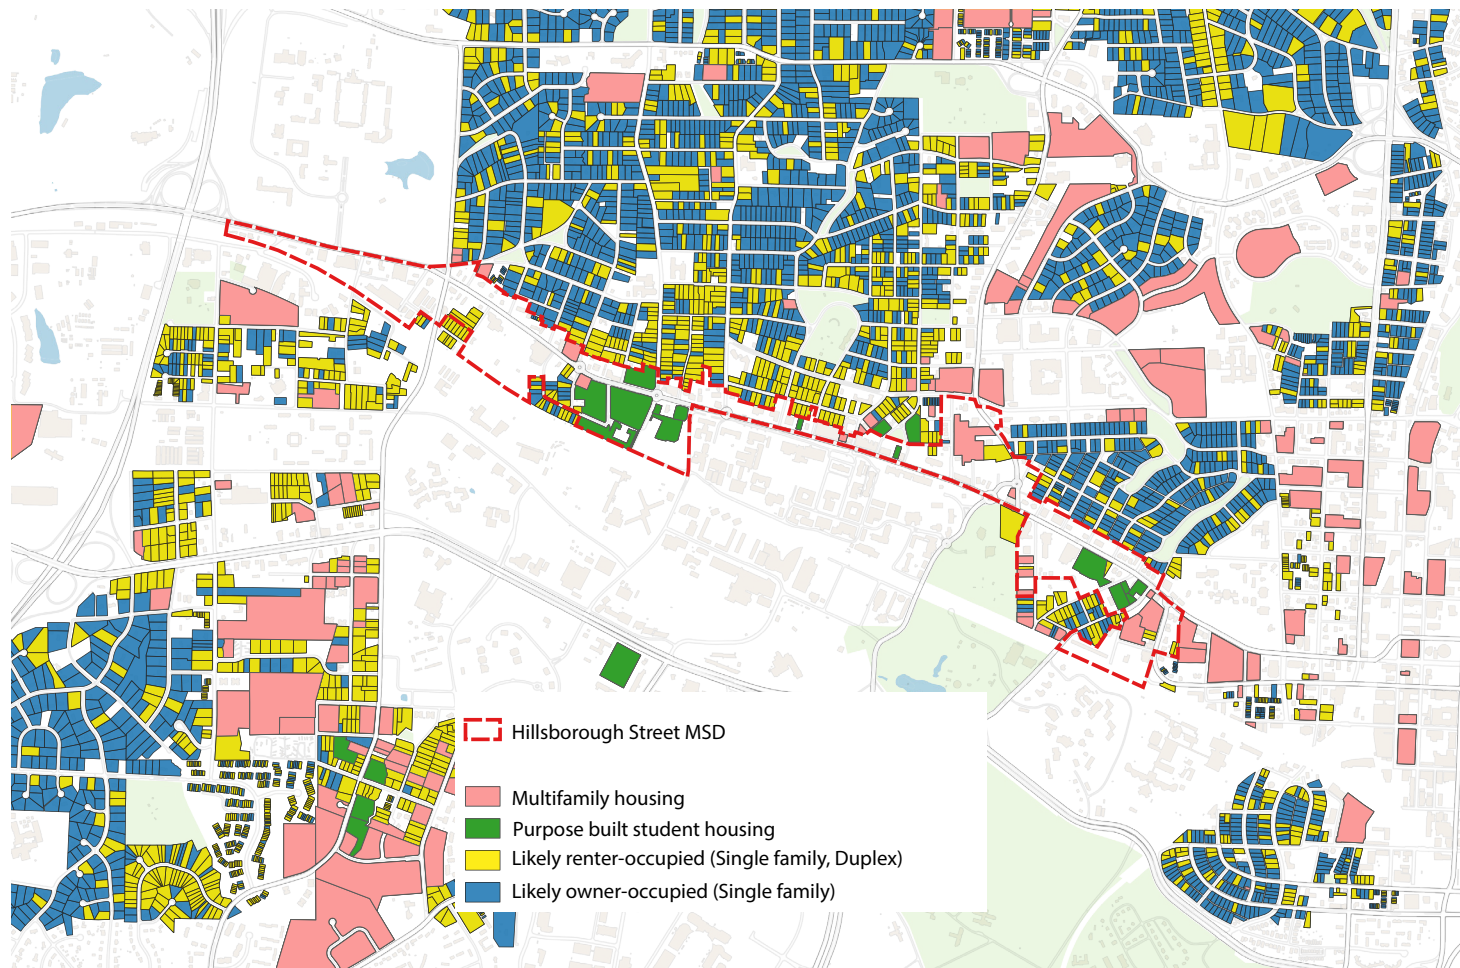 Hillsborough Street MSD
Multifamily housing
Purpose built student housing
Likely renter-occupied (Single family, Duplex)
Likely owner-occupied (Single family)